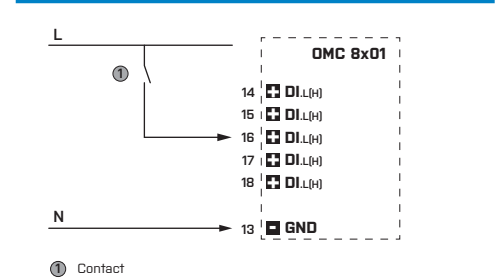 L
OMC 8x01
1
14 + DI.L(H)
15 + DI.L(H)
16 + DI.L(H)
17 + DI.L(H)
18 + DI.L(H)
N
13 - GND
1 Contact